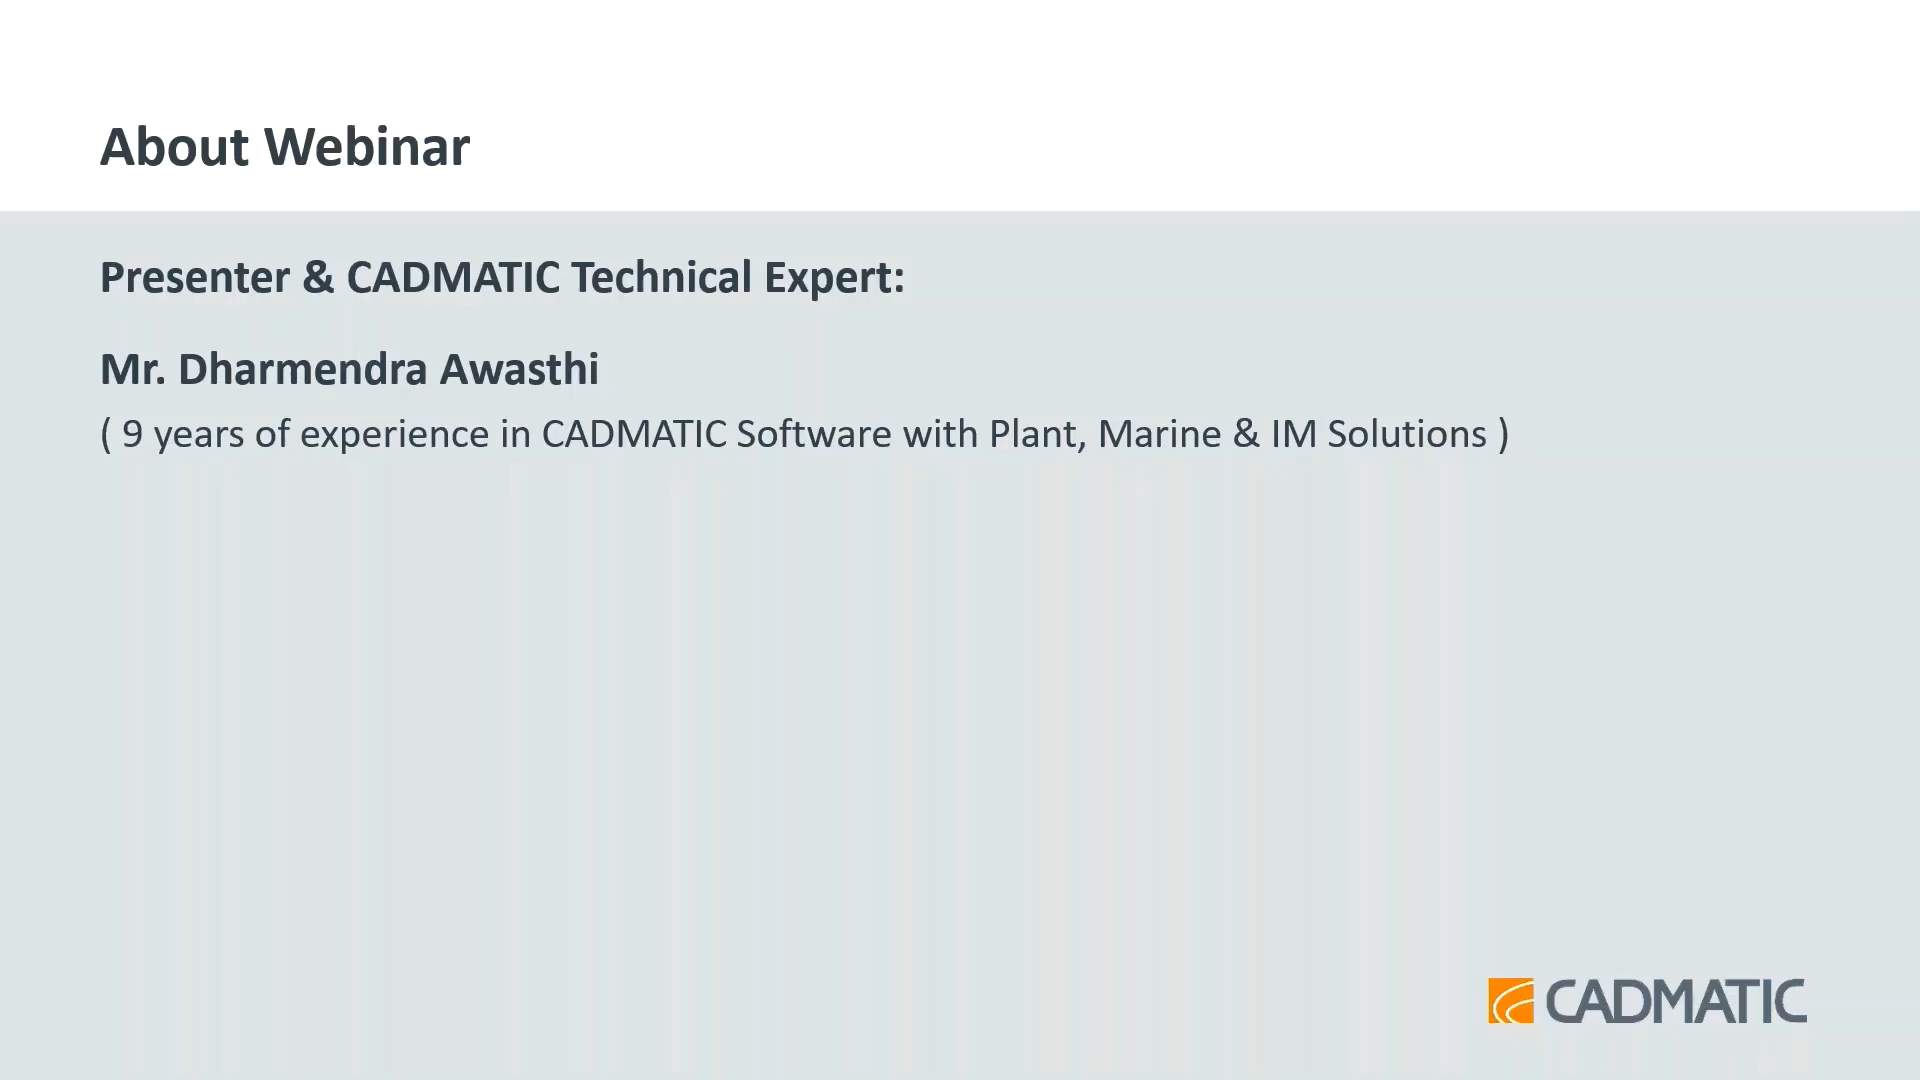 About Webinar
Presenter & CADMATIC Technical Expert:
Mr. Dharmendra Awasthi
( 9 years of experience in CADMATIC Software with Plant, Marine & IM Solutions )
CADMATIC